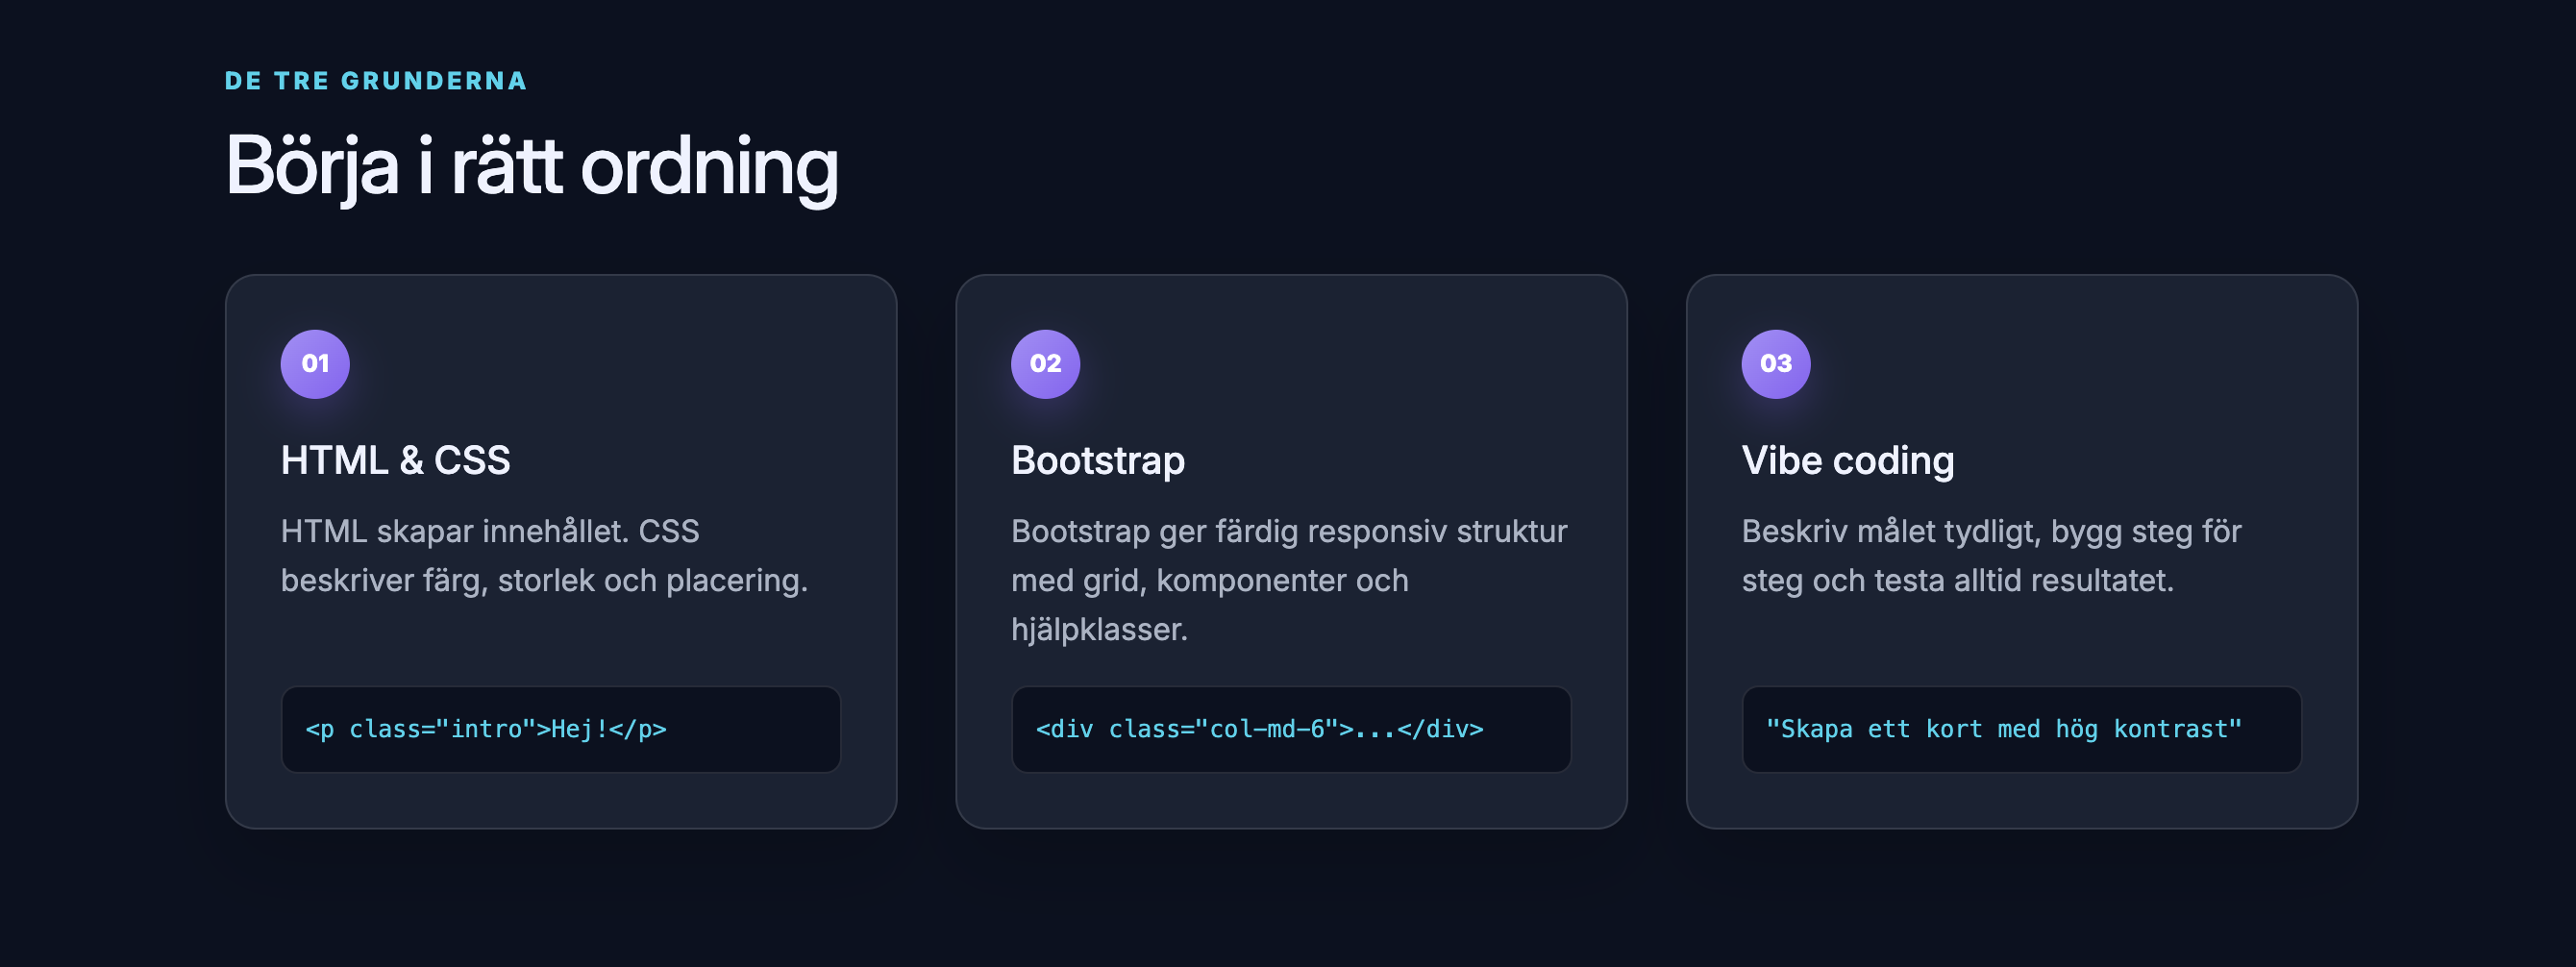 DE TRE GRUNDERNA
Börja i rätt ordning
01
HTML & CSS
HTML skapar innehållet. CSS
beskriver färg, storlek och placering.
<p class="intro">Hej!</p>
02
Bootstrap
Bootstrap ger färdig responsiv struktur
med grid, komponenter och
hjälpklasser.
<div class="col-md-6">...</div>
03
Vibe coding
Beskriv målet tydligt, bygg steg för
steg och testa alltid resultatet.
"Skapa ett kort med hög kontrast"